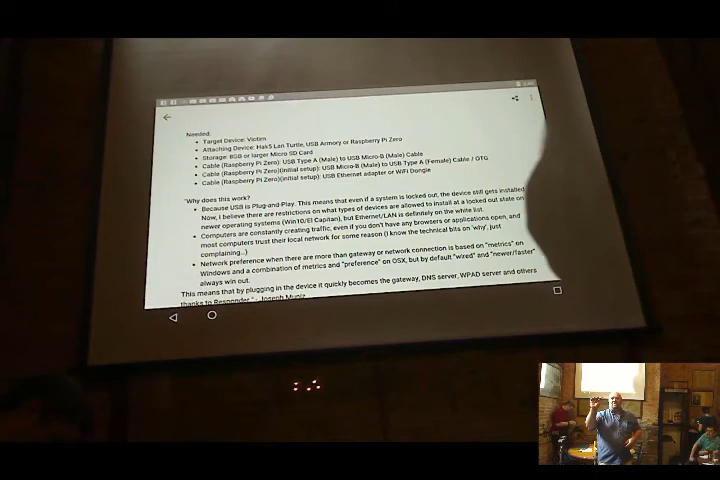 Needed:
• Target Device: Victim
• Attaching Device: Hak5 Lan Turtle, USB Armory or Raspberry Pi Zero
• Storage: 8GB or larger Micro SD Card
• Cable (Raspberry Pi Zero): USB Type A (Male) to USB Micro-B (Male) Cable
• Cable (Raspberry Pi Zero)(initial setup): USB Micro-B (Male) to USB Type A (Female) Cable / OTG
• Cable (Raspberry Pi Zero)(initial setup): USB Ethernet adapter or WiFi Dongle
"Why does this work?
• Because USB is Plug-and-Play. This means that even if a system is locked out, the device still gets installed
Now, I believe there are restrictions on what types of devices are allowed to install at a locked out state on
newer operating systems (Win10/El Capitan), but Ethernet/LAN is definitely on the white list.
• Computers are constantly creating traffic, even if you don't have any browsers or applications open, and
most computers trust their local network for some reason (I know the technical bits on 'why', just
complaining...)
• Network preference when there are more than gateway or network connection is based on "metrics" on
Windows and a combination of metrics and "preference" on OSX, but by default "wired" and "newer/faster"
always win out.
This means that by plugging in the device it quickly becomes the gateway, DNS server, WPAD server and others
thanks to Responder." - Joseph Muniz